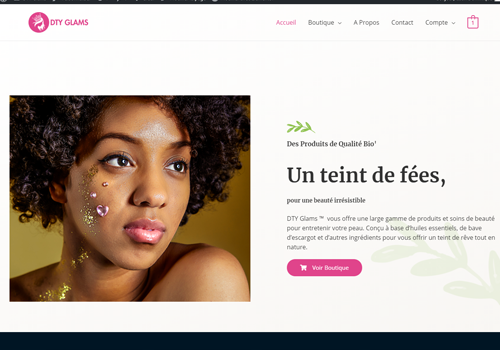 DTY GLAMS
Accueil Boutique A Propos Contact Compte 1
Des Produits de Qualité Bio'
Un teint de fées,
pour une beauté irrésistible
DTY Glams ™ vous offre une large gamme de produits et soins de beauté
pour entretenir votre peau. Conçu à base d'huiles essentiels, de bave
d'escargot et d'autres ingrédients pour vous offrir un teint de rêve tout en
nature.
Voir Boutique